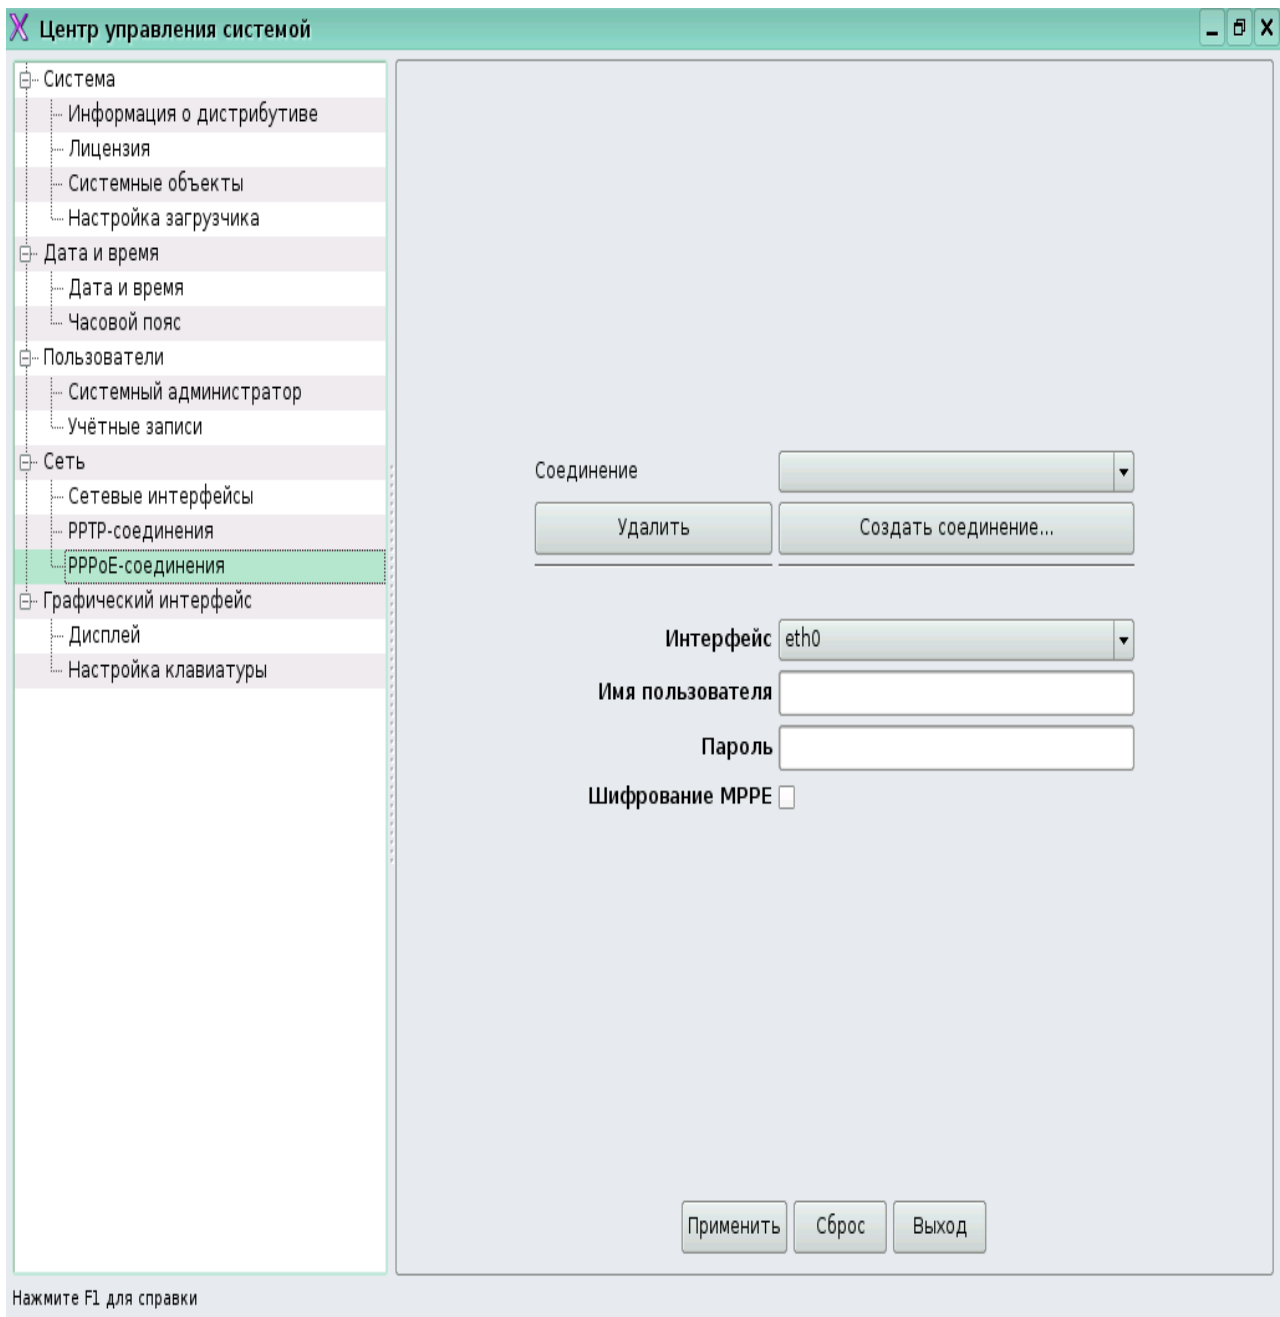 Центр управления системой
Система
Информация о дистрибутиве
Лицензия
Системные объекты
Настройка загрузчика
Дата и время
Дата и время
Часовой пояс
Пользователи
Системный администратор
Учётные записи
Сеть
Сетевые интерфейсы
PPTP-соединения
PPPoE-соединения
Графический интерфейс
Дисплей
Настройка клавиатуры
Соединение
Удалить Создать соединение...
Интерфейс eth0
Имя пользователя
Пароль
Шифрование MPPE
Применить Сброс Выход
Нажмите F1 для справки